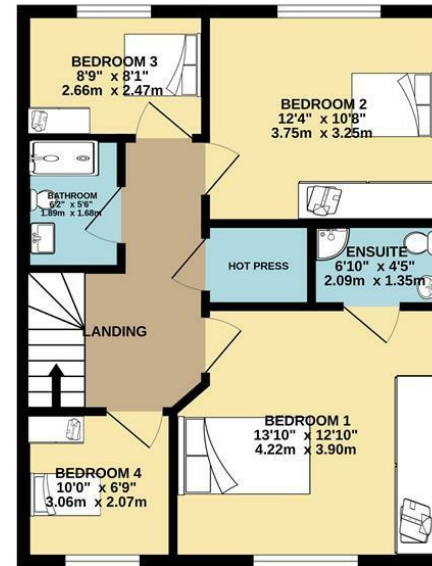 BEDROOM 3
8'9" x 8'1"
2.66m x 2.47m
BEDROOM 2
12'4" x 10'8"
3.75m x 3.25m
BATHROOM
6'2" x 5'6"
1.89m x 1.68m
HOT PRESS
ENSUITE
6'10" x 4'5"
2.09m x 1.35m
LANDING
BEDROOM 1
13'10" x 12'10"
4.22m x 3.90m
BEDROOM 4
10'0" x 6'9"
3.06m x 2.07m